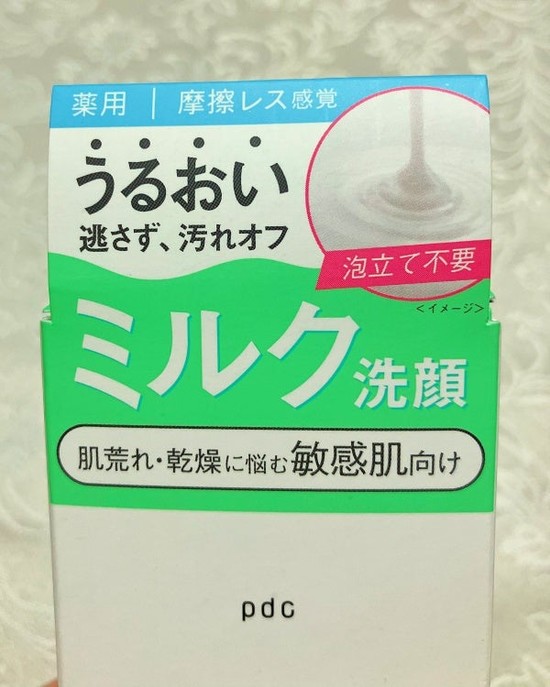 薬用 | 摩擦レス感覚
うるおい
逃さず、汚れオフ
泡立て不要
＜イメージ＞
ミルク洗顔
肌荒れ・乾燥に悩む敏感肌向け
pdc